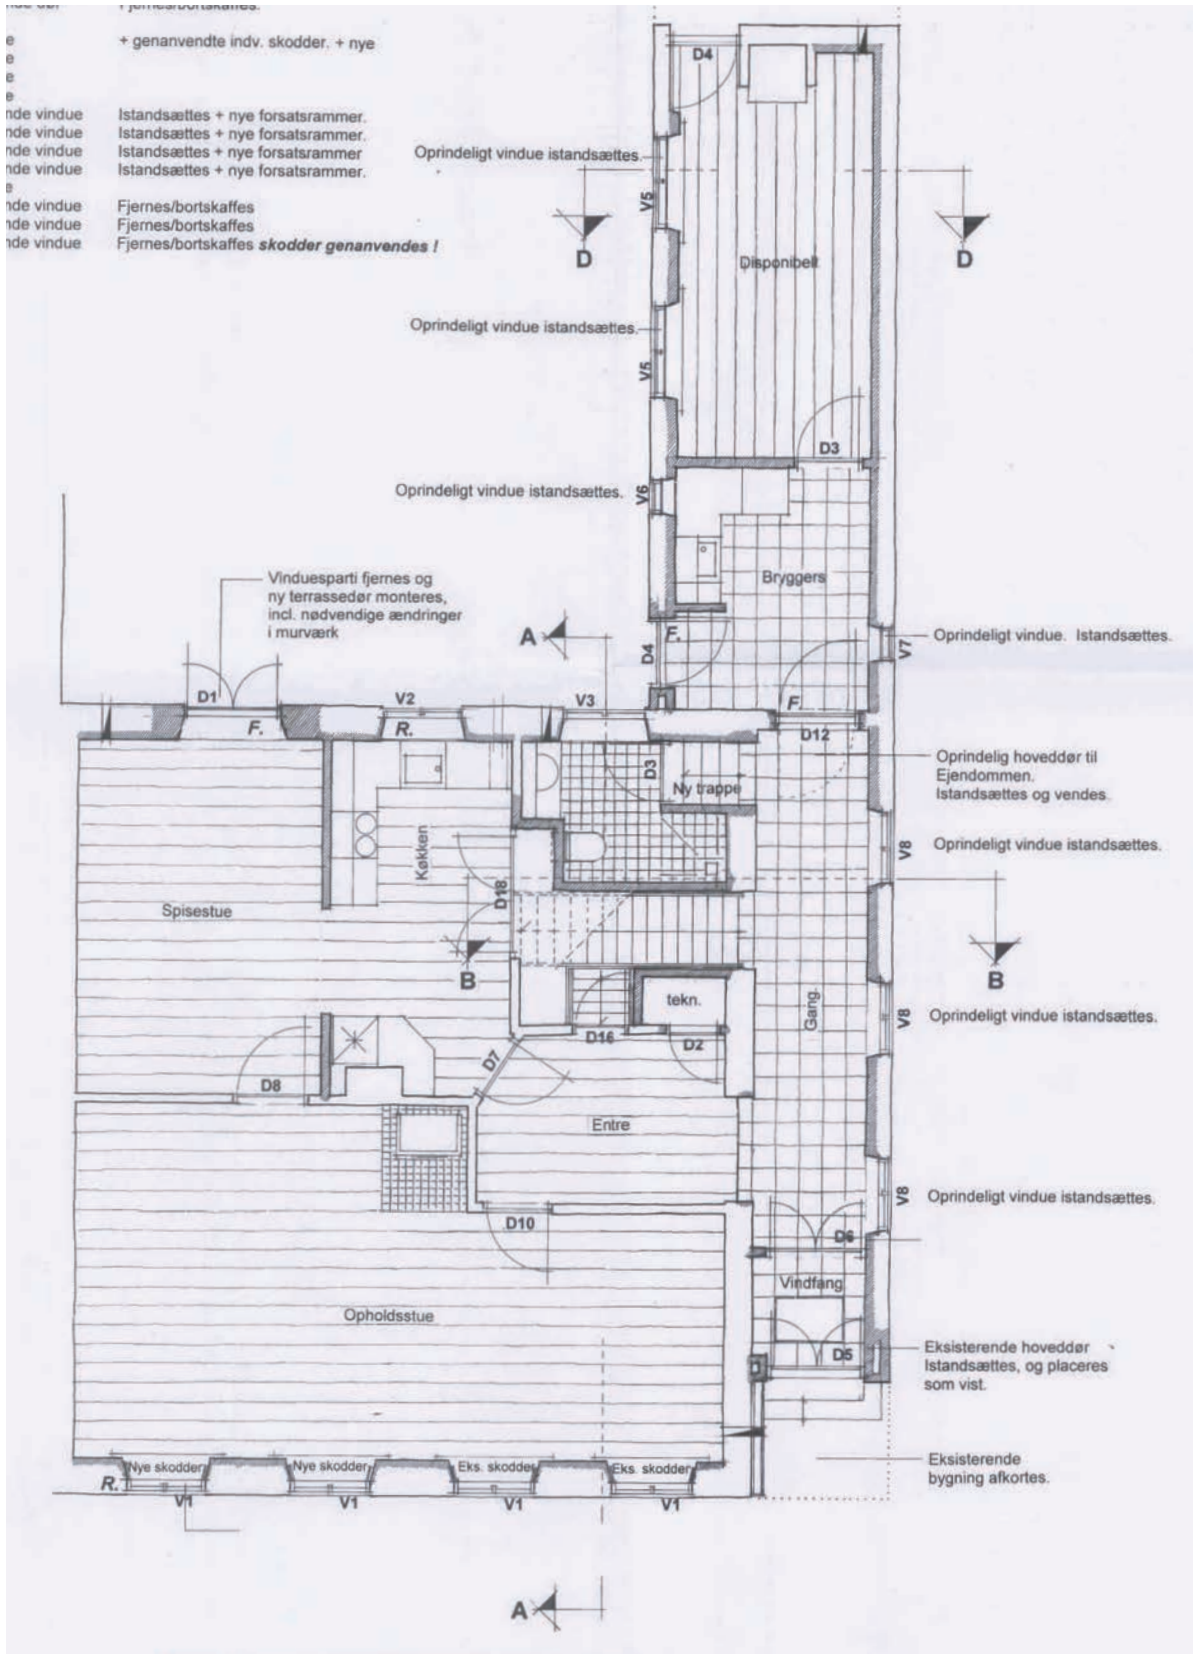 Fjernes/bortskaffes.
e + genanvendte indv. skodder. + nye
e
e
e
nde vindue Istandsættes + nye forsatsrammer.
nde vindue Istandsættes + nye forsatsrammer.
nde vindue Istandsættes + nye forsatsrammer
nde vindue Istandsættes + nye forsatsrammer.
e
nde vindue Fjernes/bortskaffes
nde vindue Fjernes/bortskaffes
nde vindue Fjernes/bortskaffes skodder genanvendes !
D4
Oprindeligt vindue istandsættes.
V5
D
D
Disponibelt
Oprindeligt vindue istandsættes.
V5
D3
Oprindeligt vindue istandsættes.
V6
Bryggers
Vinduesparti fjernes og
ny terrassedør monteres,
incl. nødvendige ændringer
i murværk
A
F.
D4
V7
Oprindeligt vindue. Istandsættes.
D1
F.
V2
R.
V3
F.
D12
Oprindelig hoveddør til
Ejendommen.
Istandsættes og vendes.
D3
Ny trappe
Køkken
V8
Oprindeligt vindue istandsættes.
D18
Spisestue
B
B
tekn.
Gang.
V8
Oprindeligt vindue istandsættes.
D16
D2
D7
D8
Entre
V8
Oprindeligt vindue istandsættes.
D10
D6
Vindfang
Opholdsstue
D5
Eksisterende hoveddør
Istandsættes, og placeres
som vist.
Nye skodder
Nye skodder
Eks. skodder
Eks. skodder
Eksisterende
bygning afkortes.
R.
V1
V1
V1
V1
A